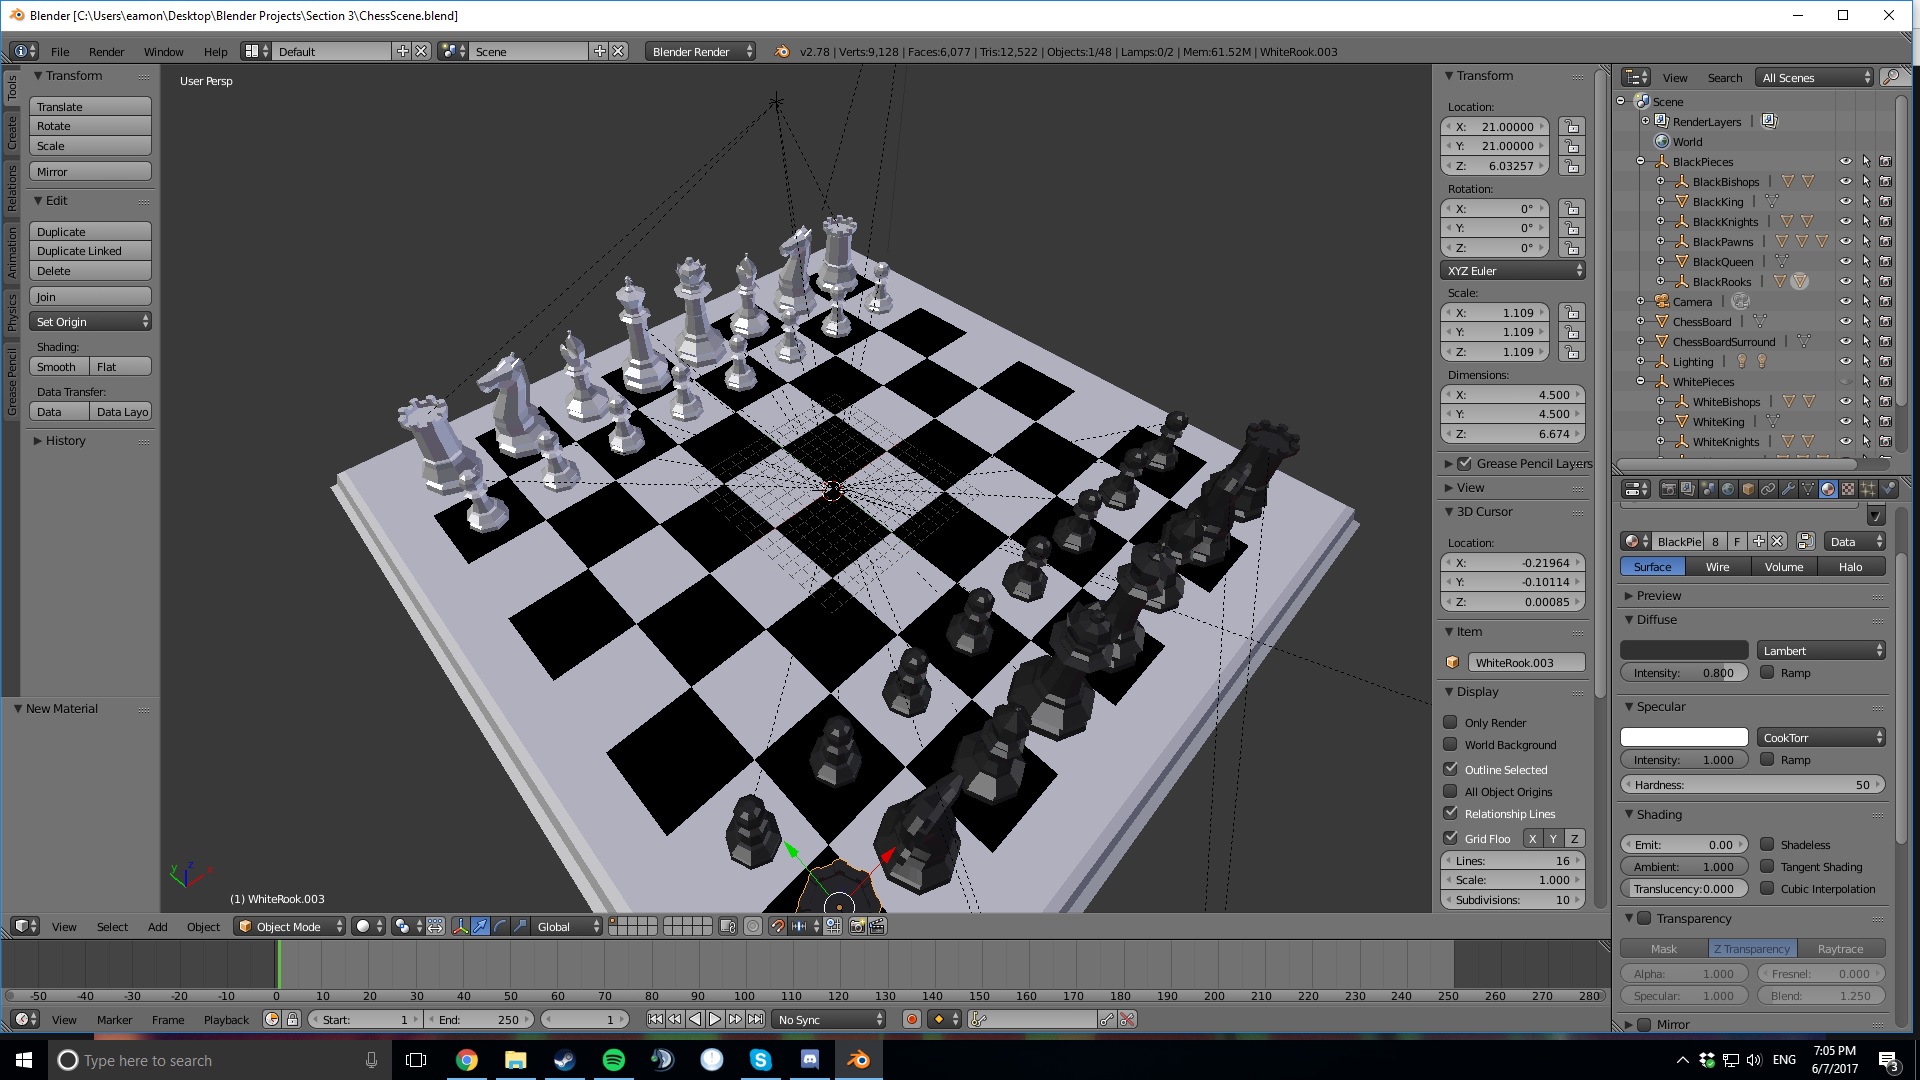 Blender [C:\Users\eamon\Desktop\Blender Projects\Section 3\ChessScene.blend]
File Render Window Help Default Scene Blender Render v2.78 | Verts:9,128 | Faces:6,077 | Tris:12,522 | Objects:1/48 | Lamps:0/2 | Mem:61.52M | WhiteRook.003
Tools
Create
Relations
Animation
Physics
Grease Pencil
Transform
Translate
Rotate
Scale
Mirror
Edit
Duplicate
Duplicate Linked
Delete
Join
Set Origin
Shading:
Smooth Flat
Data Transfer:
Data Data Layo
History
New Material
User Persp
(1) WhiteRook.003
Transform
Location:
X: 21.00000
Y: 21.00000
Z: 6.03257
Rotation:
X: 0°
Y: 0°
Z: 0°
XYZ Euler
Scale:
X: 1.109
Y: 1.109
Z: 1.109
Dimensions:
X: 4.500
Y: 4.500
Z: 6.674
Grease Pencil Layers
View
3D Cursor
Location:
X: -0.21964
Y: -0.10114
Z: 0.00085
Item
WhiteRook.003
Display
Only Render
World Background
Outline Selected
All Object Origins
Relationship Lines
Grid Floo X Y Z
Lines: 16
Scale: 1.000
Subdivisions: 10
View Search All Scenes
Scene
RenderLayers |
World
BlackPieces
BlackBishops |
BlackKing |
BlackKnights |
BlackPawns |
BlackQueen |
BlackRooks |
Camera |
ChessBoard |
ChessBoardSurround |
Lighting |
WhitePieces
WhiteBishops |
WhiteKing |
WhiteKnights |
BlackPie 8 F Data
Surface Wire Volume Halo
Preview
Diffuse
Lambert
Intensity: 0.800 Ramp
Specular
CookTorr
Intensity: 1.000 Ramp
Hardness: 50
Shading
Emit: 0.00 Shadeless
Ambient: 1.000 Tangent Shading
Translucency:0.000 Cubic Interpolation
Transparency
Mask Z Transparency Raytrace
Alpha: 1.000 Fresnel: 0.000
Specular: 1.000 Blend: 1.250
Mirror
View Select Add Object Object Mode Global
-50 -40 -30 -20 -10 0 10 20 30 40 50 60 70 80 90 100 110 120 130 140 150 160 170 180 190 200 210 220 230 240 250 260 270 280
View Marker Frame Playback Start: 1 End: 250 1 No Sync
Type here to search
ENG
7:05 PM
6/7/2017
3